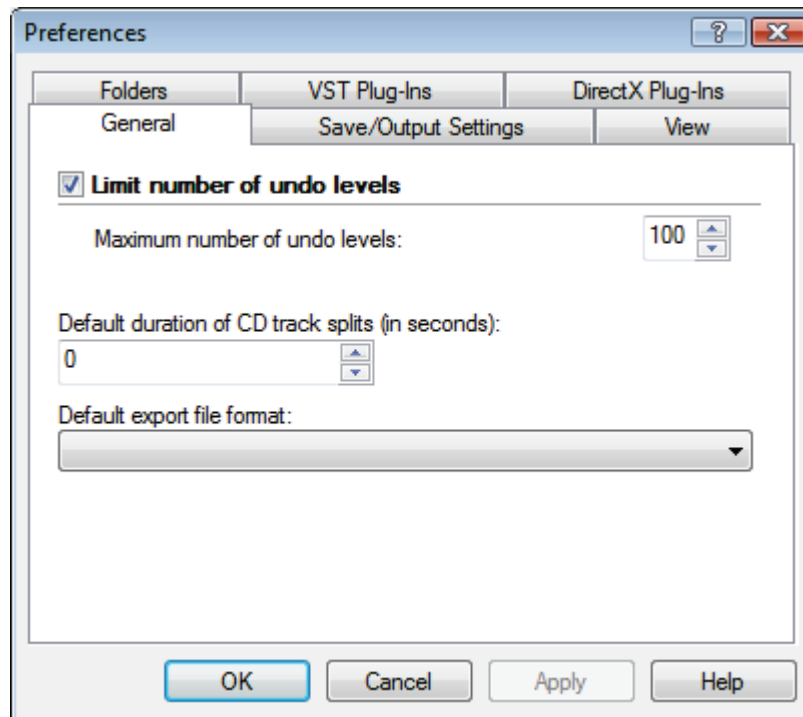 Preferences
Folders VST Plug-Ins DirectX Plug-Ins
General Save/Output Settings View
Limit number of undo levels
Maximum number of undo levels: 100
Default duration of CD track splits (in seconds):
0
Default export file format:
OK Cancel Apply Help